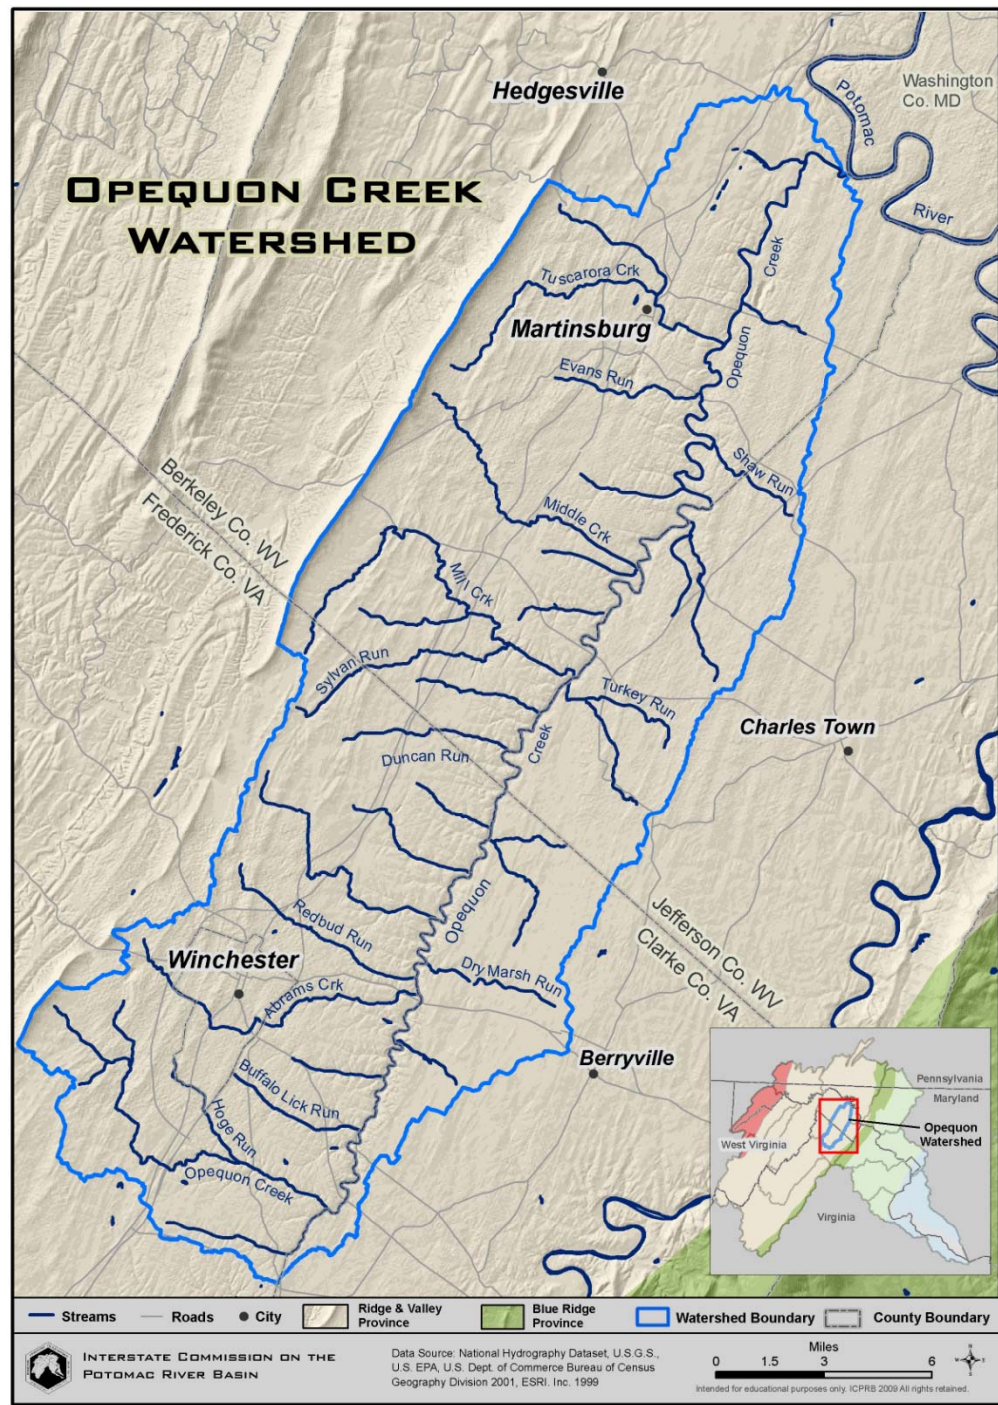 Hedgesville
Washington
Co. MD
Potomac
River
OPEQUON CREEK
WATERSHED
Creek
Tuscarora Crk
Martinsburg
Opequon
Evans Run
Shaw Run
Berkeley Co. WV
Frederick Co. VA
Middle Crk
Mill Crk
Sylvan Run
Turkey Run
Charles Town
Creek
Duncan Run
Opequon
Jefferson Co. WV
Clarke Co. VA
Redbud Run
Winchester
Dry Marsh Run
Abrams Crk
Berryville
Buffalo Lick Run
Hoge Run
Opequon Creek
Pennsylvania
Maryland
West Virginia
Opequon
Watershed
Virginia
Streams
Roads
City
Ridge & Valley
Province
Blue Ridge
Province
Watershed Boundary
County Boundary
INTERSTATE COMMISSION ON THE
POTOMAC RIVER BASIN
Data Source: National Hydrography Dataset, U.S.G.S.,
U.S. EPA, U.S. Dept. of Commerce Bureau of Census
Geography Division 2001, ESRI. Inc. 1999
Miles
0 1.5 3 6
Intended for educational purposes only. ICPRB 2009 All rights retained.